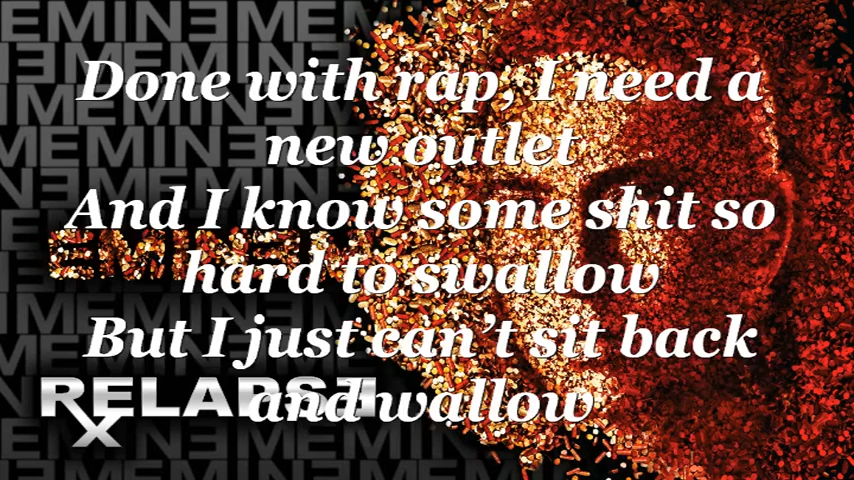 Done with rap, I need a
new outlet
And I know some shit so
hard to swallow
EMINEM
But I just can't sit back
and wallow
RELAPSE